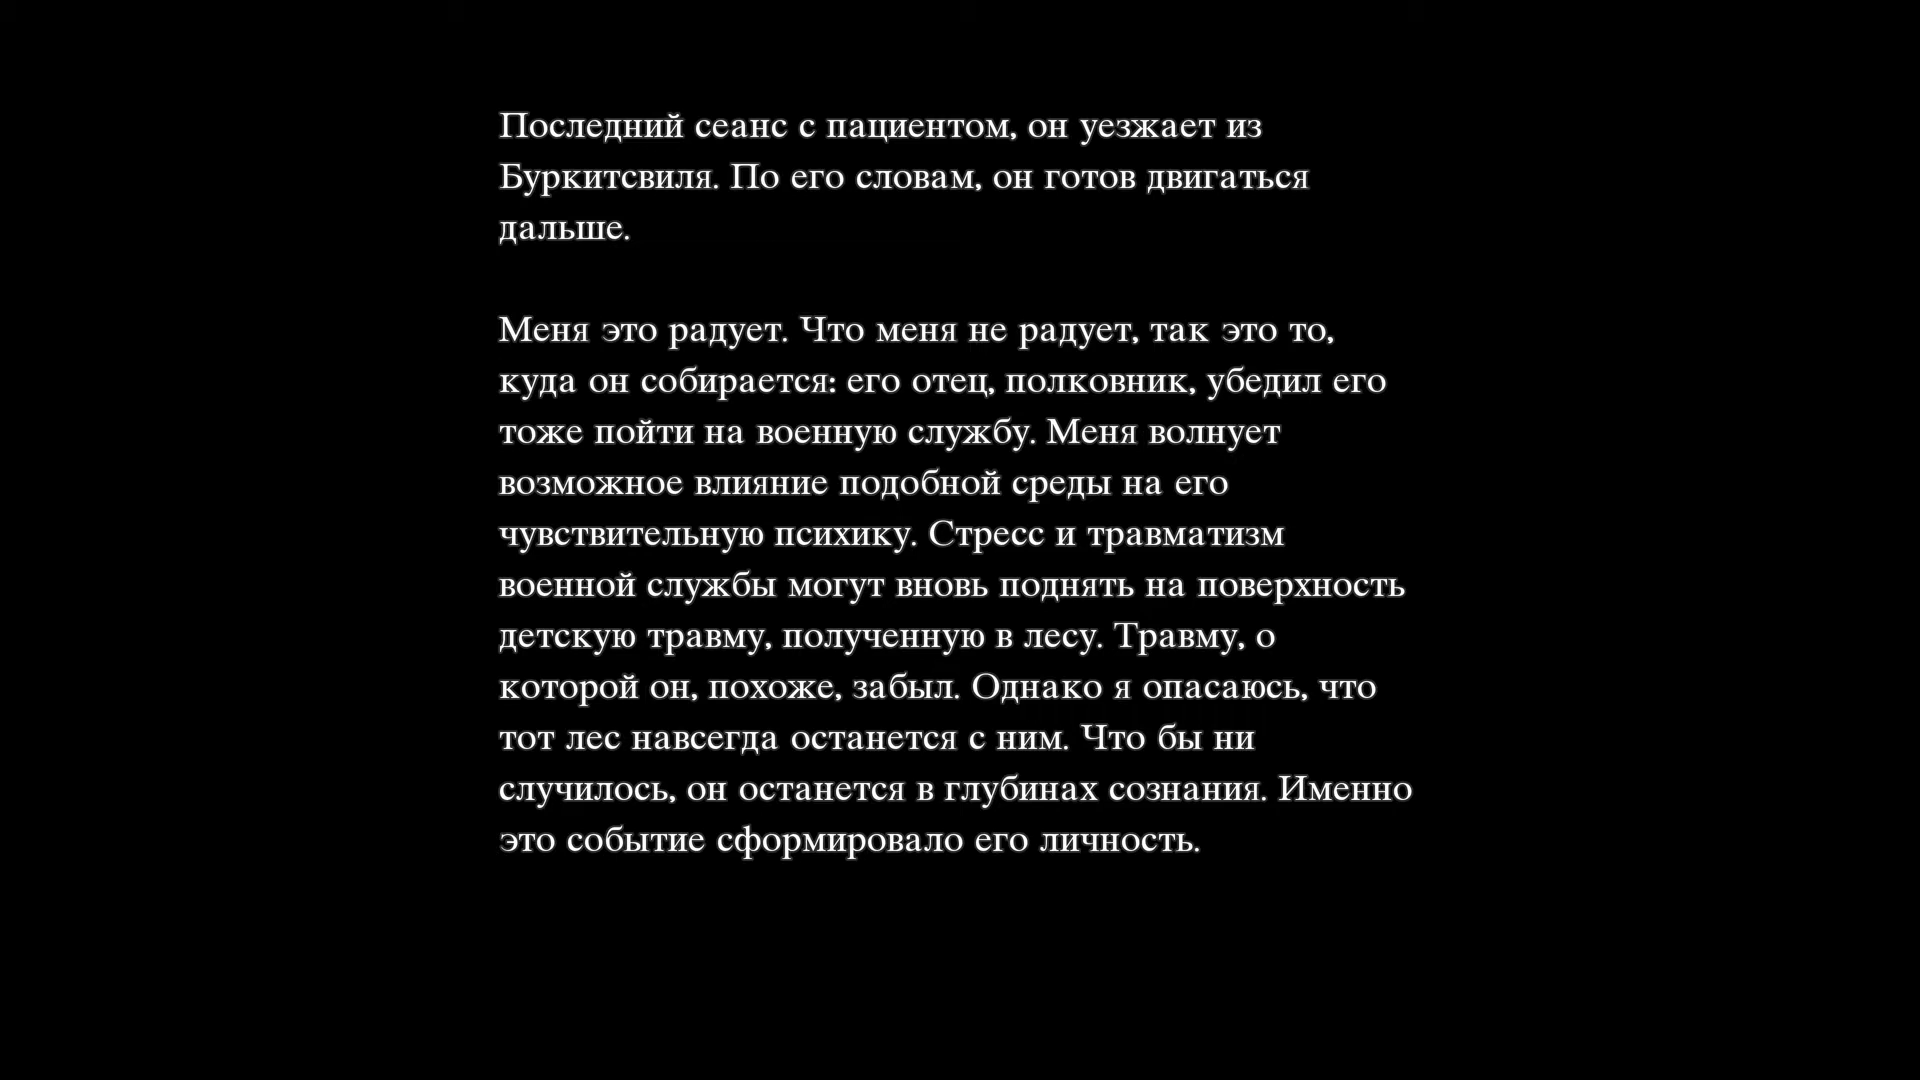 Последний сеанс с пациентом, он уезжает из
Буркитсвиля. По его словам, он готов двигаться
дальше.
Меня это радует. Что меня не радует, так это то,
куда он собирается: его отец, полковник, убедил его
тоже пойти на военную службу. Меня волнует
возможное влияние подобной среды на его
чувствительную психику. Стресс и травматизм
военной службы могут вновь поднять на поверхность
детскую травму, полученную в лесу. Травму, о
которой он, похоже, забыл. Однако я опасаюсь, что
тот лес навсегда останется с ним. Что бы ни
случилось, он останется в глубинах сознания. Именно
это событие сформировало его личность.